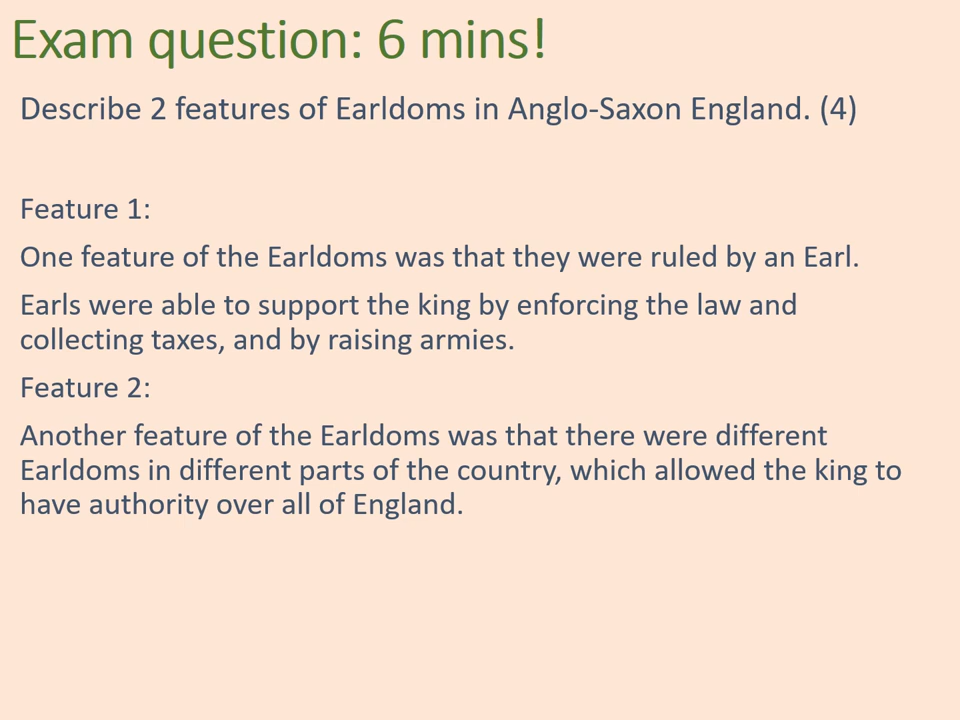 Exam question: 6 mins!
Describe 2 features of Earldoms in Anglo-Saxon England. (4)
Feature 1:
One feature of the Earldoms was that they were ruled by an Earl.
Earls were able to support the king by enforcing the law and
collecting taxes, and by raising armies.
Feature 2:
Another feature of the Earldoms was that there were different
Earldoms in different parts of the country, which allowed the king to
have authority over all of England.